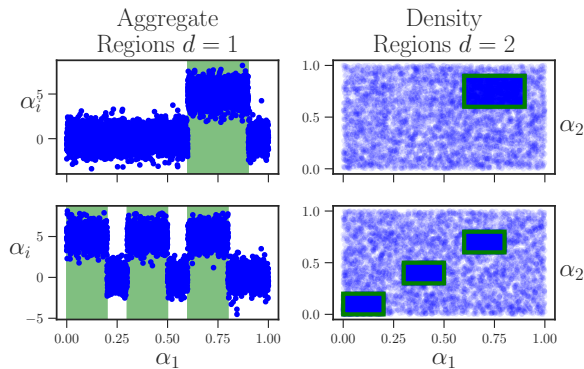 Aggregate
Regions d = 1
Density
Regions d = 2
5
0
α_i
1.0
0.5
0.0
α_2
5
0
−5
α_i
1.0
0.5
0.0
α_2
0.00 0.25 0.50 0.75 1.00
0.00 0.25 0.50 0.75 1.00
α_1
α_1